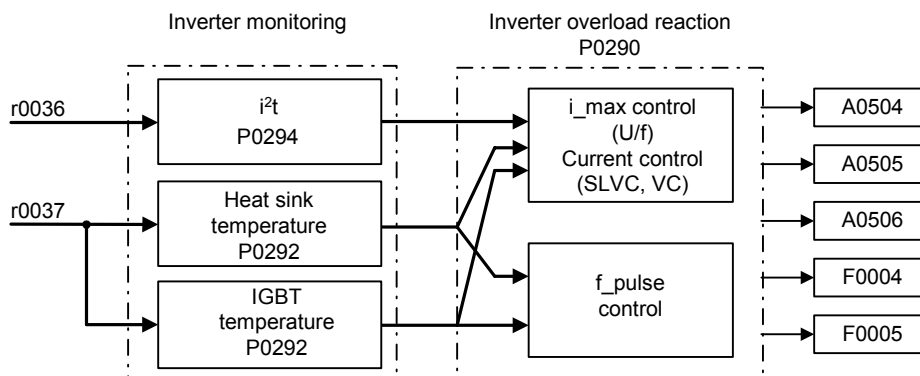 Inverter monitoring
Inverter overload reaction
P0290
r0036
i²t
P0294
r0037
Heat sink
temperature
P0292
IGBT
temperature
P0292
i_max control
(U/f)
Current control
(SLVC, VC)
f_pulse
control
A0504
A0505
A0506
F0004
F0005